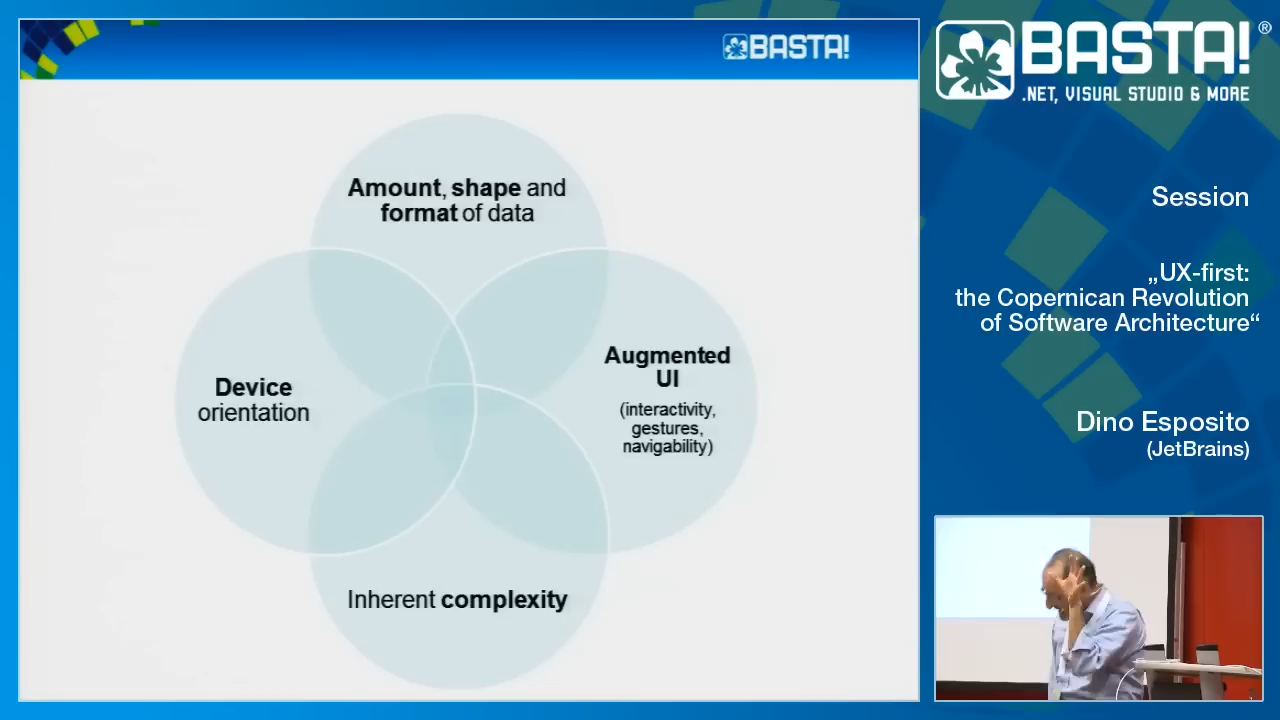 BASTA!
Amount, shape and
format of data
Device
orientation
Augmented
UI
(interactivity,
gestures,
navigability)
Inherent complexity
BASTA!®
.NET, VISUAL STUDIO & MORE
Session
„UX-first:
the Copernican Revolution
of Software Architecture“
Dino Esposito
(JetBrains)